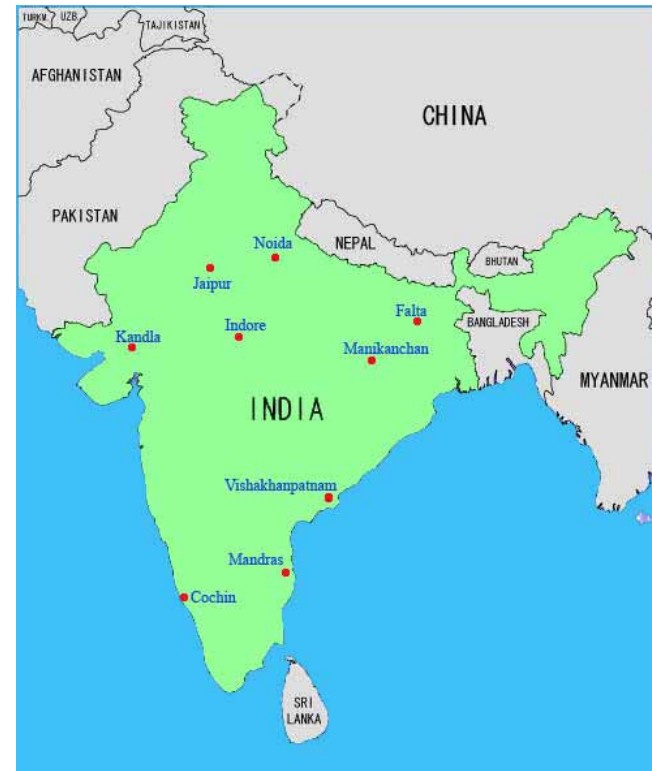 TURKM.
UZB.
TAJIKISTAN
AFGHANISTAN
CHINA
PAKISTAN
NEPAL
BHUTAN
Noida
Jaipur
Falta
BANGLADESH
Kandla
Indore
Manikanchan
MYANMAR
INDIA
Vishakhanpatnam
Mandras
Cochin
SRI
LANKA